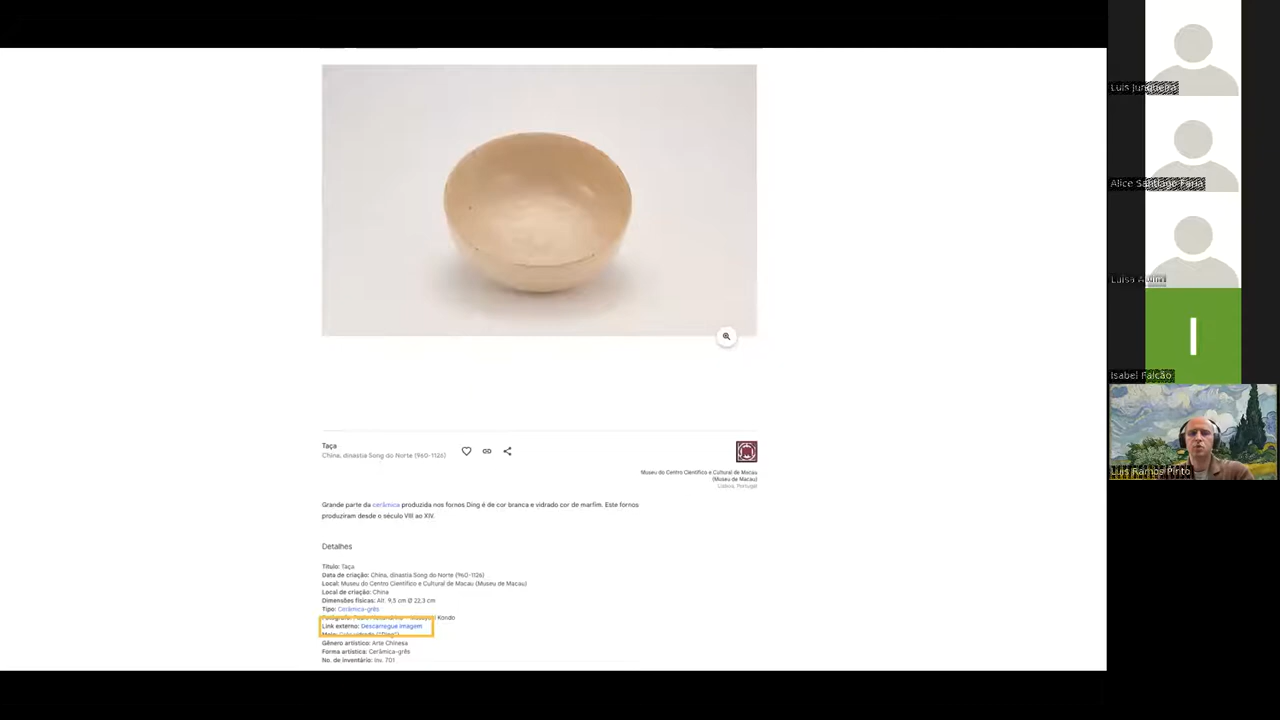 Taça
China, dinastia Song do Norte (960-1126)
Museu do Centro Científico e Cultural de Macau
(Museu de Macau)
Lisboa, Portugal
Grande parte da cerâmica produzida nos fornos Ding é de cor branca e vidrado cor de marfim. Este fornos
produziram desde o século VIII ao XIV.
Detalhes
Título: Taça
Data de criação: China, dinastia Song do Norte (960-1126)
Local: Museu do Centro Científico e Cultural de Macau (Museu de Macau)
Local de criação: China
Dimensões físicas: Alt. 9,5 cm Ø 22,3 cm
Tipo: Cerâmica-grés
Kondo
Link externo: Descarregue imagem
Género artístico: Arte Chinesa
Forma artística: Cerâmica-grés
No. de inventário: Inv. 701
Luis Junqueira
Alice Santiago Faria
Luísa
I
Isabel Falcão
Luis Ramos Pinto